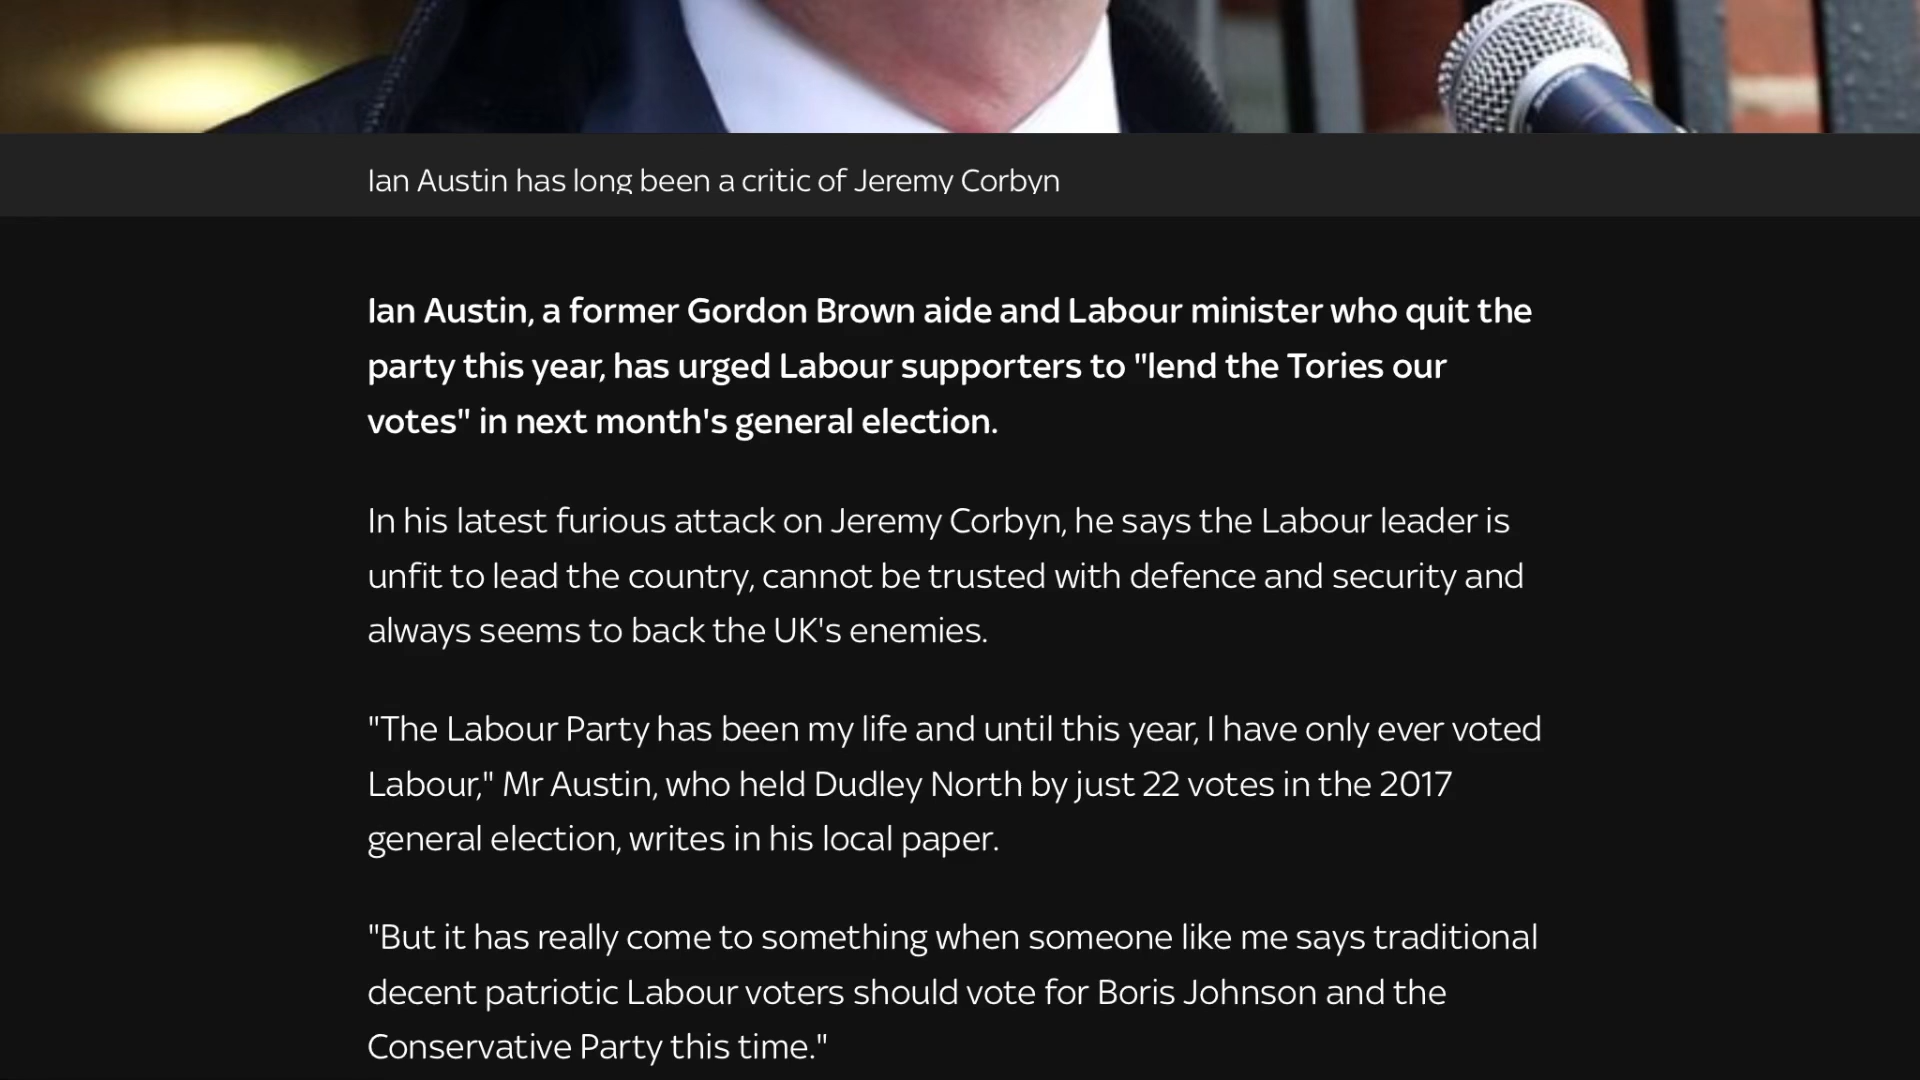 Ian Austin has long been a critic of Jeremy Corbyn
Ian Austin, a former Gordon Brown aide and Labour minister who quit the
party this year, has urged Labour supporters to "lend the Tories our
votes" in next month's general election.
In his latest furious attack on Jeremy Corbyn, he says the Labour leader is
unfit to lead the country, cannot be trusted with defence and security and
always seems to back the UK's enemies.
"The Labour Party has been my life and until this year, I have only ever voted
Labour," Mr Austin, who held Dudley North by just 22 votes in the 2017
general election, writes in his local paper.
"But it has really come to something when someone like me says traditional
decent patriotic Labour voters should vote for Boris Johnson and the
Conservative Party this time."